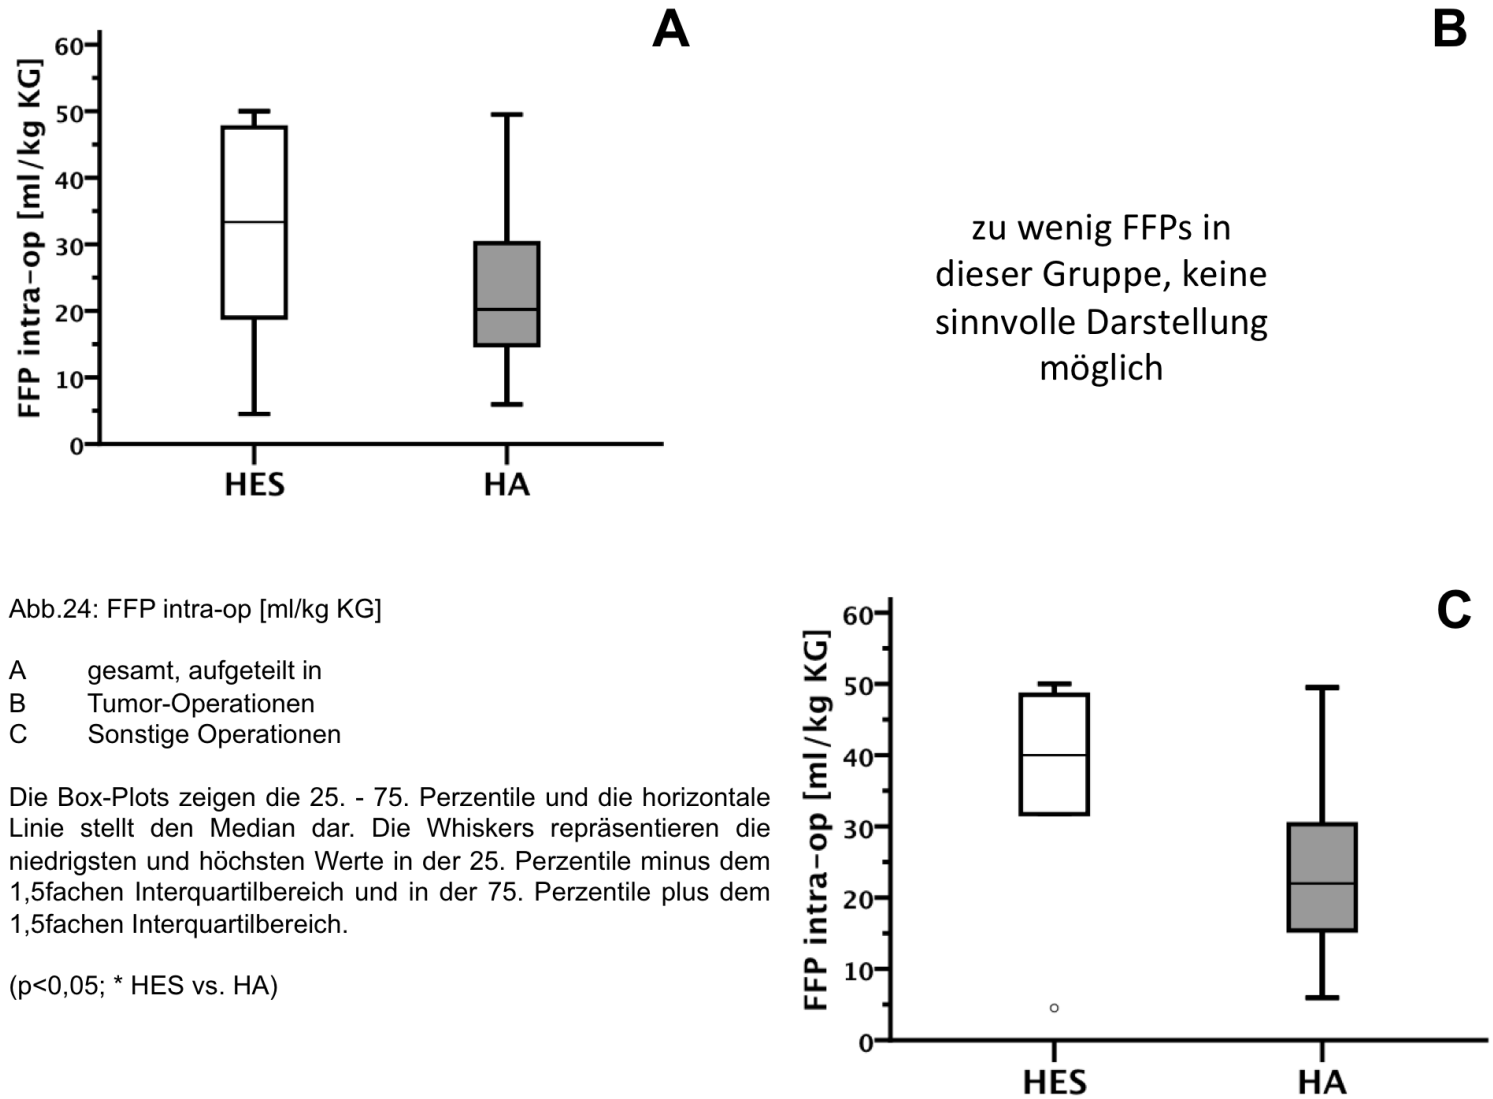 A
60
50
40
30
20
10
0
FFP intra-op [ml/kg KG]
HES HA
B
zu wenig FFPs in
dieser Gruppe, keine
sinnvolle Darstellung
möglich
Abb.24: FFP intra-op [ml/kg KG]
A gesamt, aufgeteilt in
B Tumor-Operationen
C Sonstige Operationen
Die Box-Plots zeigen die 25. - 75. Perzentile und die horizontale
Linie stellt den Median dar. Die Whiskers repräsentieren die
niedrigsten und höchsten Werte in der 25. Perzentile minus dem
1,5fachen Interquartilbereich und in der 75. Perzentile plus dem
1,5fachen Interquartilbereich.
(p<0,05; * HES vs. HA)
C
60
50
40
30
20
10
0
FFP intra-op [ml/kg KG]
HES HA